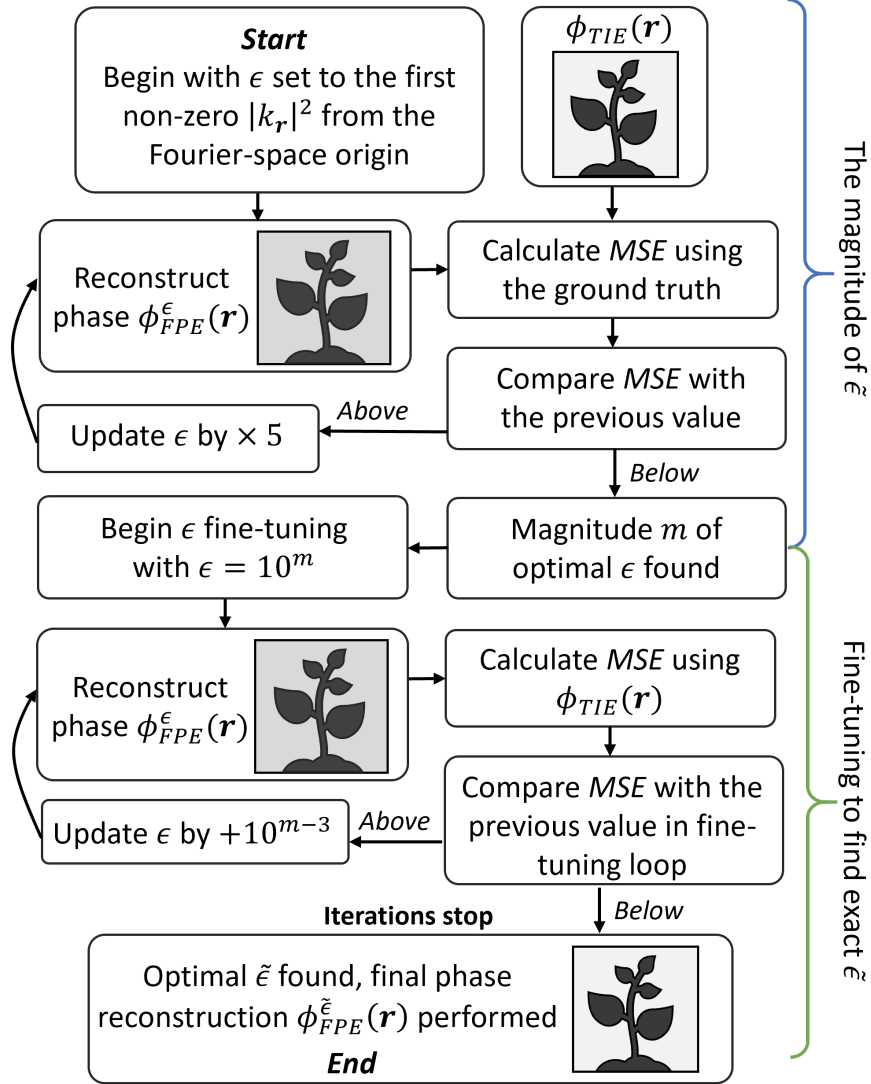 Start
Begin with ϵ set to the first
non-zero |k_𝒓|² from the
Fourier-space origin
ϕ_TIE(𝒓)
Reconstruct
phase ϕ^ϵ_FPE(𝒓)
Calculate MSE using
the ground truth
Compare MSE with
the previous value
Above
Update ϵ by × 5
Below
Magnitude m of
optimal ϵ found
Begin ϵ fine-tuning
with ϵ = 10^m
Reconstruct
phase ϕ^ϵ_FPE(𝒓)
Calculate MSE using
ϕ_TIE(𝒓)
Compare MSE with the
previous value in fine-
tuning loop
Above
Update ϵ by +10^{m−3}
Below
Iterations stop
Optimal ϵ̃ found, final phase
reconstruction ϕ^ϵ̃_FPE(𝒓) performed
End
The magnitude of ϵ̃
Fine-tuning to find exact ϵ̃